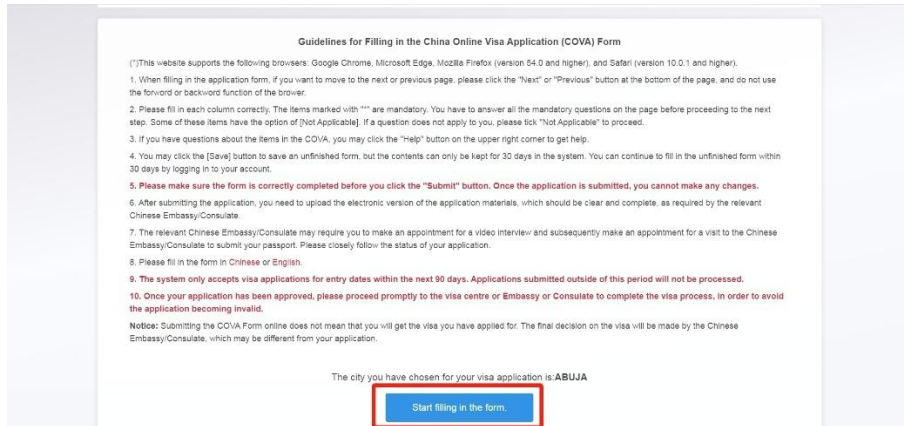 Guidelines for Filling in the China Online Visa Application (COVA) Form
(*)This website supports the following browsers: Google Chrome, Microsoft Edge, Mozilla Firefox (version 54.0 and higher), and Safari (version 10.0.1 and higher).
1. When filling in the application form, if you want to move to the next or previous page, please click the "Next" or "Previous" button at the bottom of the page, and do not use
the forword or backword function of the brower.
2. Please fill in each column correctly. The items marked with "*" are mandatory. You have to answer all the mandatory questions on the page before proceeding to the next
step. Some of these items have the option of [Not Applicable]. If a question does not apply to you, please tick "Not Applicable" to proceed.
3. If you have questions about the items in the COVA, you may click the "Help" button on the upper right corner to get help.
4. You may click the [Save] button to save an unfinished form, but the contents can only be kept for 30 days in the system. You can continue to fill in the unfinished form within
30 days by logging in to your account.
5. Please make sure the form is correctly completed before you click the "Submit" button. Once the application is submitted, you cannot make any changes.
6. After submitting the application, you need to upload the electronic version of the application materials, which should be clear and complete, as required by the relevant
Chinese Embassy/Consulate.
7. The relevant Chinese Embassy/Consulate may require you to make an appointment for a video interview and subsequently make an appointment for a visit to the Chinese
Embassy/Consulate to submit your passport. Please closely follow the status of your application.
8. Please fill in the form in Chinese or English.
9. The system only accepts visa applications for entry dates within the next 90 days. Applications submitted outside of this period will not be processed.
10. Once your application has been approved, please proceed promptly to the visa centre or Embassy or Consulate to complete the visa process, in order to avoid
the application becoming invalid.
Notice: Submitting the COVA Form online does not mean that you will get the visa you have applied for. The final decision on the visa will be made by the Chinese
Embassy/Consulate, which may be different from your application.
The city you have chosen for your visa application is:ABUJA
Start filling in the form.